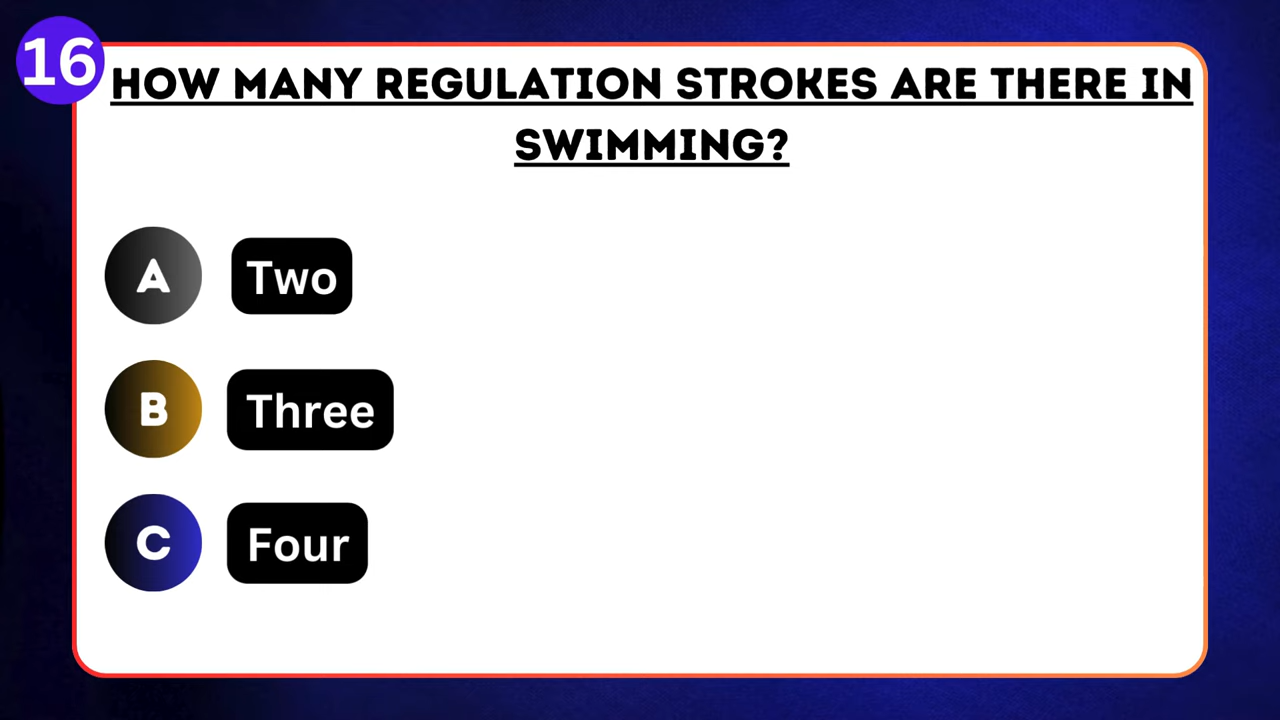 16
HOW MANY REGULATION STROKES ARE THERE IN
SWIMMING?
A Two
B Three
C Four